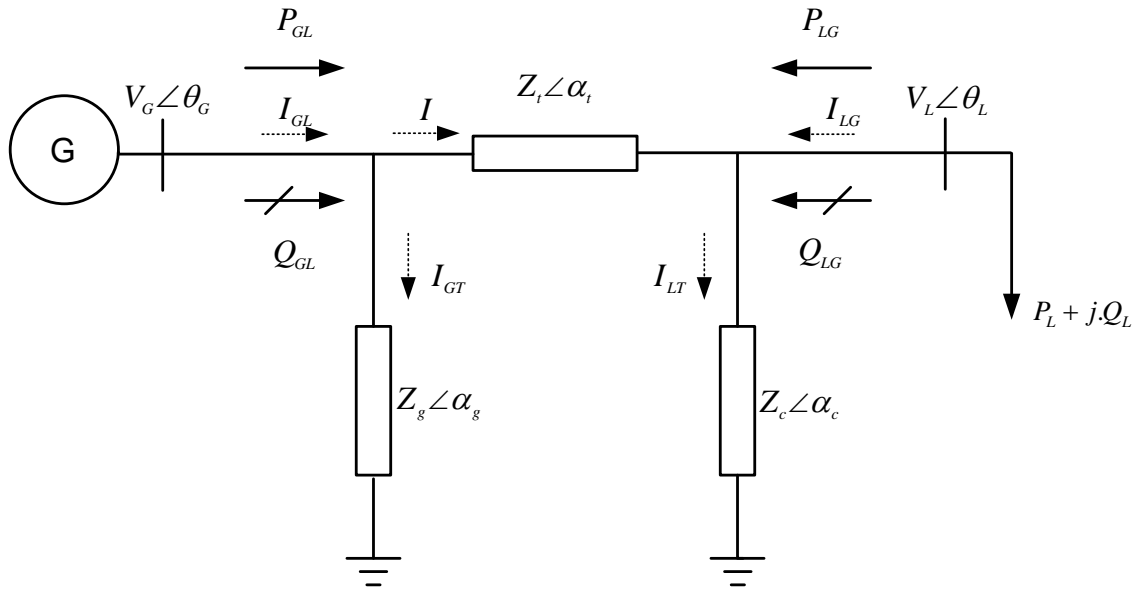 P_GL
P_LG
V_G∠θ_G
I_GL
I
Z_t∠α_t
I_LG
V_L∠θ_L
G
Q_GL
Q_LG
I_GT
I_LT
P_L + j.Q_L
Z_g∠α_g
Z_c∠α_c